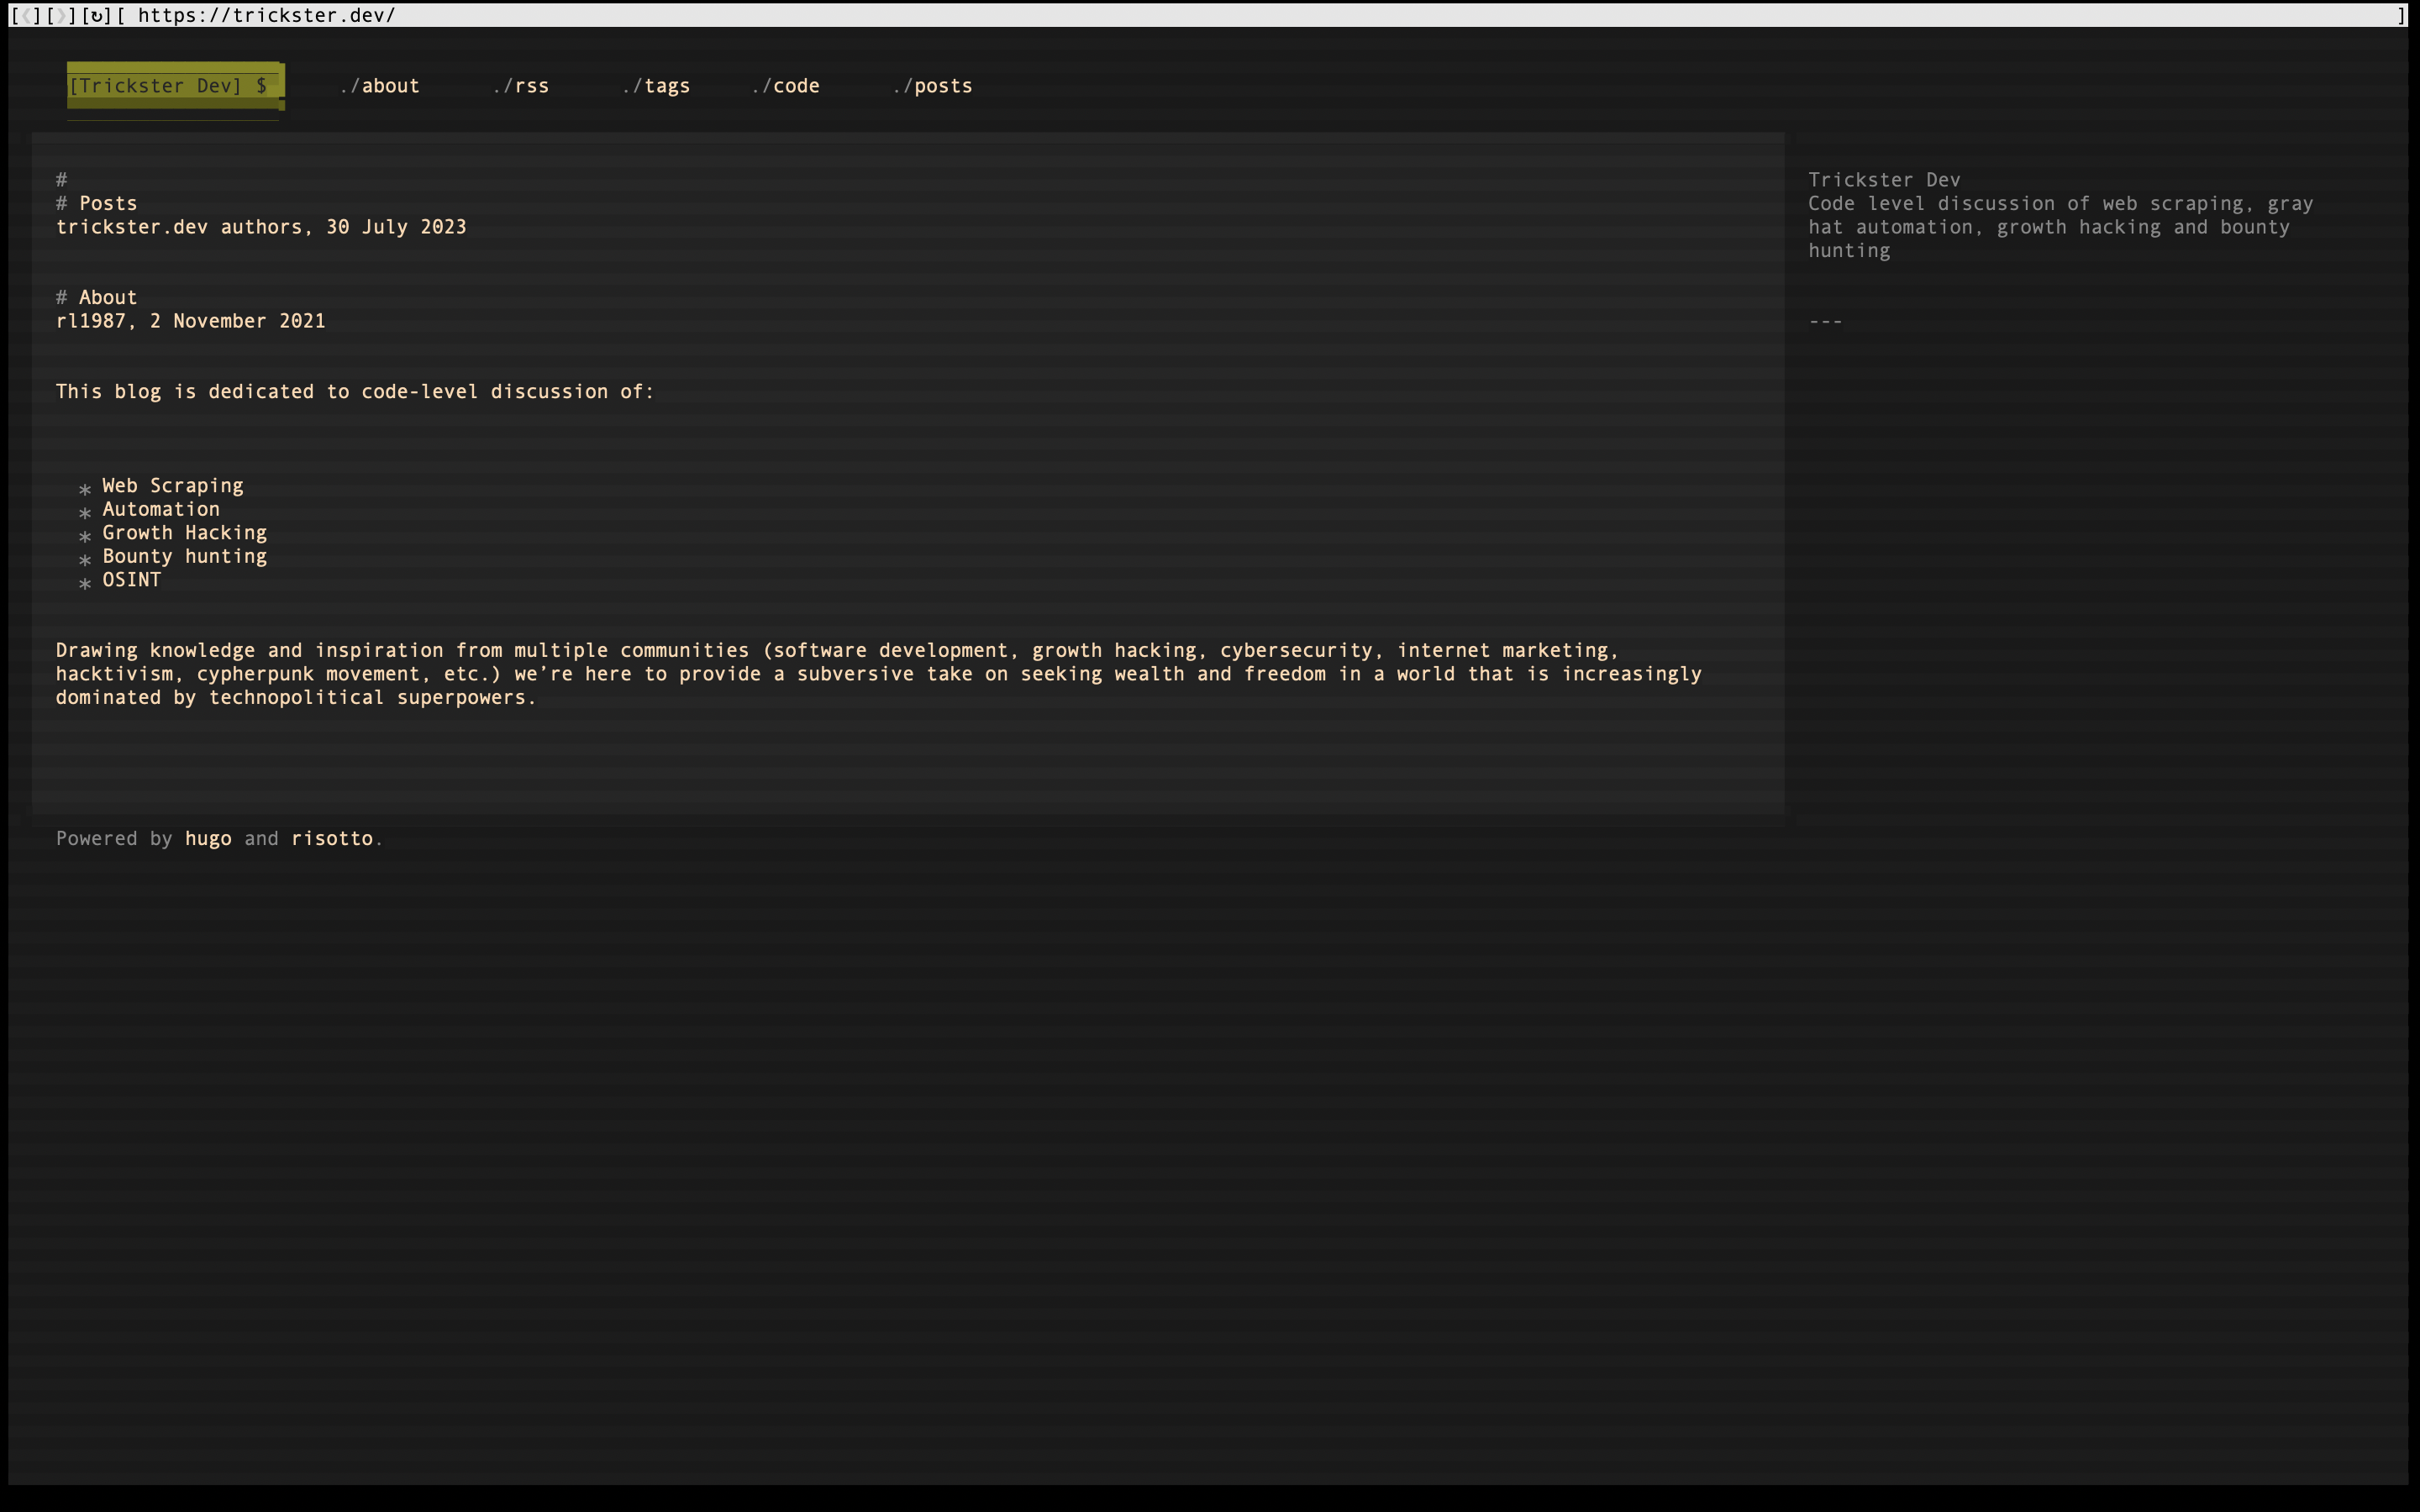 [❮][❯][↻][ https://trickster.dev/ ]
[Trickster Dev] $ ./about ./rss ./tags ./code ./posts
#
# Posts
trickster.dev authors, 30 July 2023
# About
rl1987, 2 November 2021
This blog is dedicated to code-level discussion of:
* Web Scraping
* Automation
* Growth Hacking
* Bounty hunting
* OSINT
Drawing knowledge and inspiration from multiple communities (software development, growth hacking, cybersecurity, internet marketing,
hacktivism, cypherpunk movement, etc.) we’re here to provide a subversive take on seeking wealth and freedom in a world that is increasingly
dominated by technopolitical superpowers.
Trickster Dev
Code level discussion of web scraping, gray
hat automation, growth hacking and bounty
hunting
---
Powered by hugo and risotto.